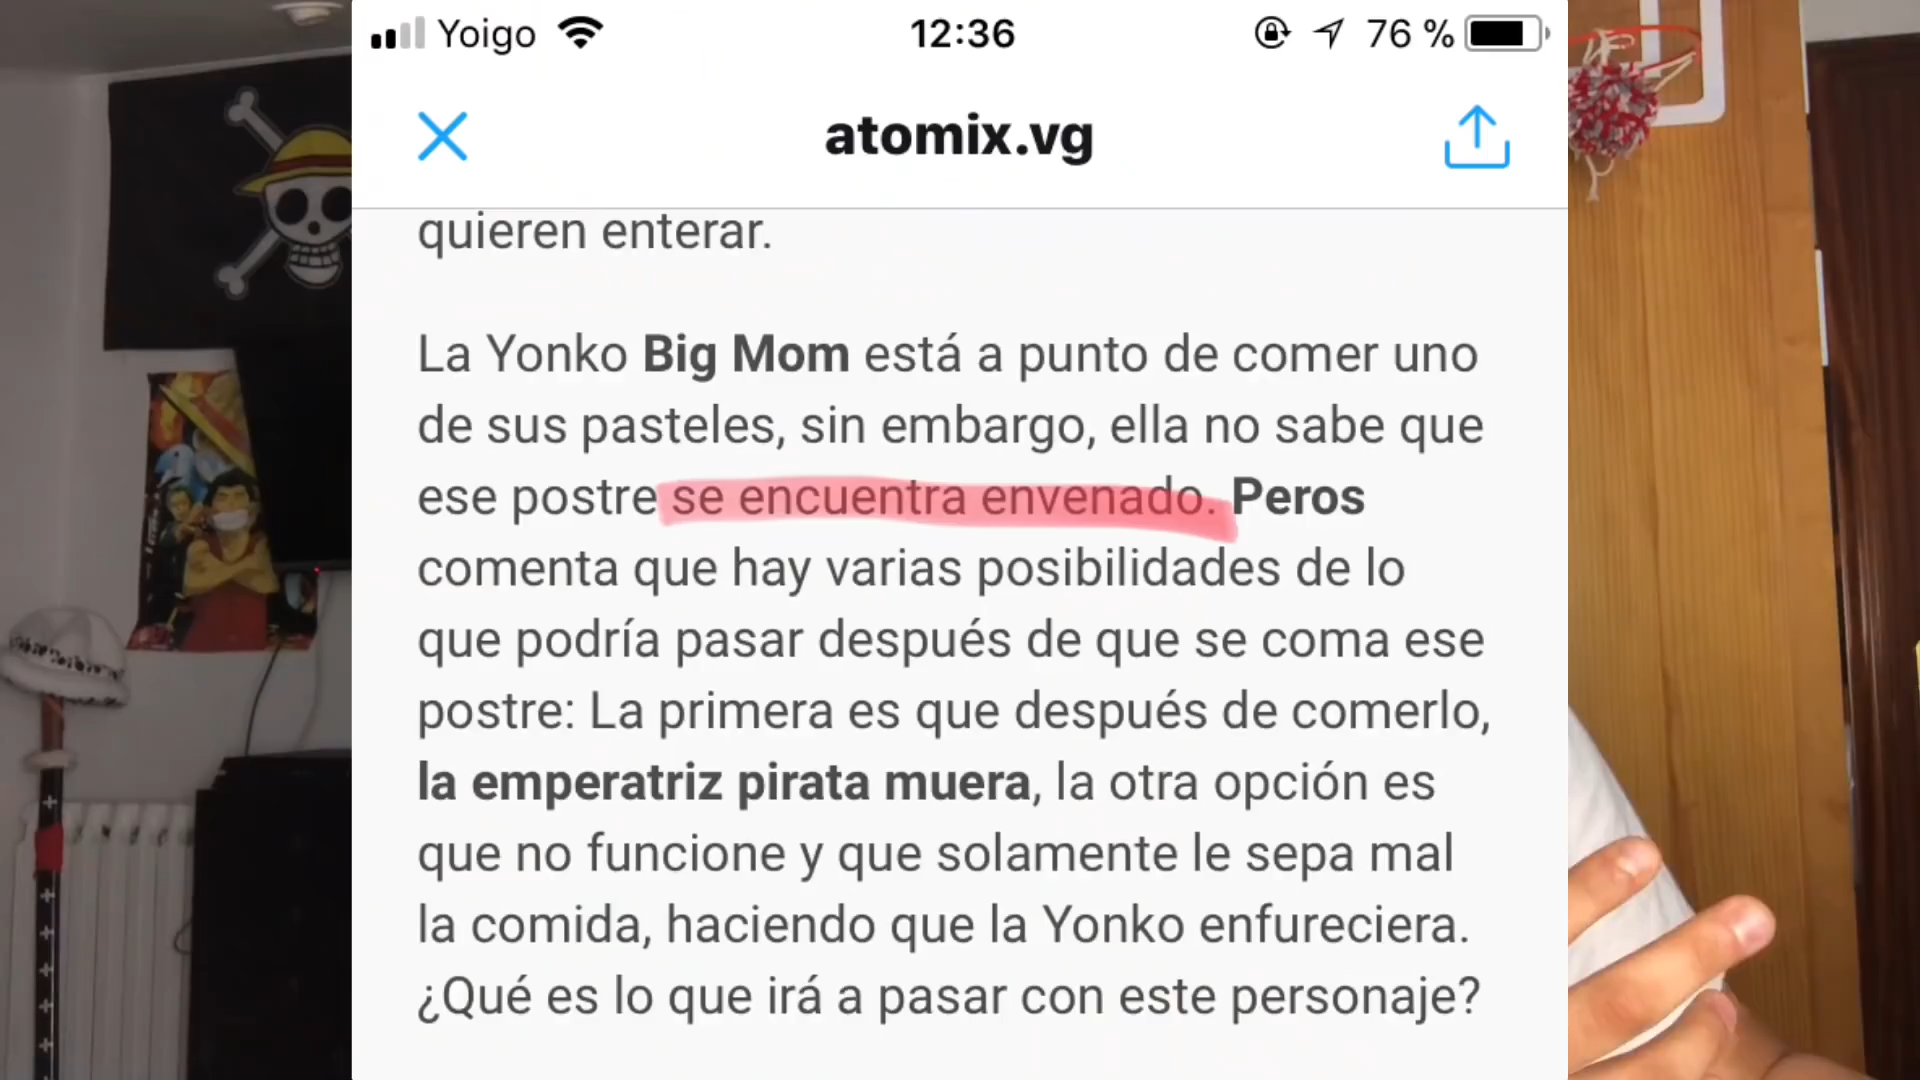 Yoigo 12:36 76 %
atomix.vg
quieren enterar.
La Yonko Big Mom está a punto de comer uno
de sus pasteles, sin embargo, ella no sabe que
ese postre se encuentra envenado. Peros
comenta que hay varias posibilidades de lo
que podría pasar después de que se coma ese
postre: La primera es que después de comerlo,
la emperatriz pirata muera, la otra opción es
que no funcione y que solamente le sepa mal
la comida, haciendo que la Yonko enfureciera.
¿Qué es lo que irá a pasar con este personaje?